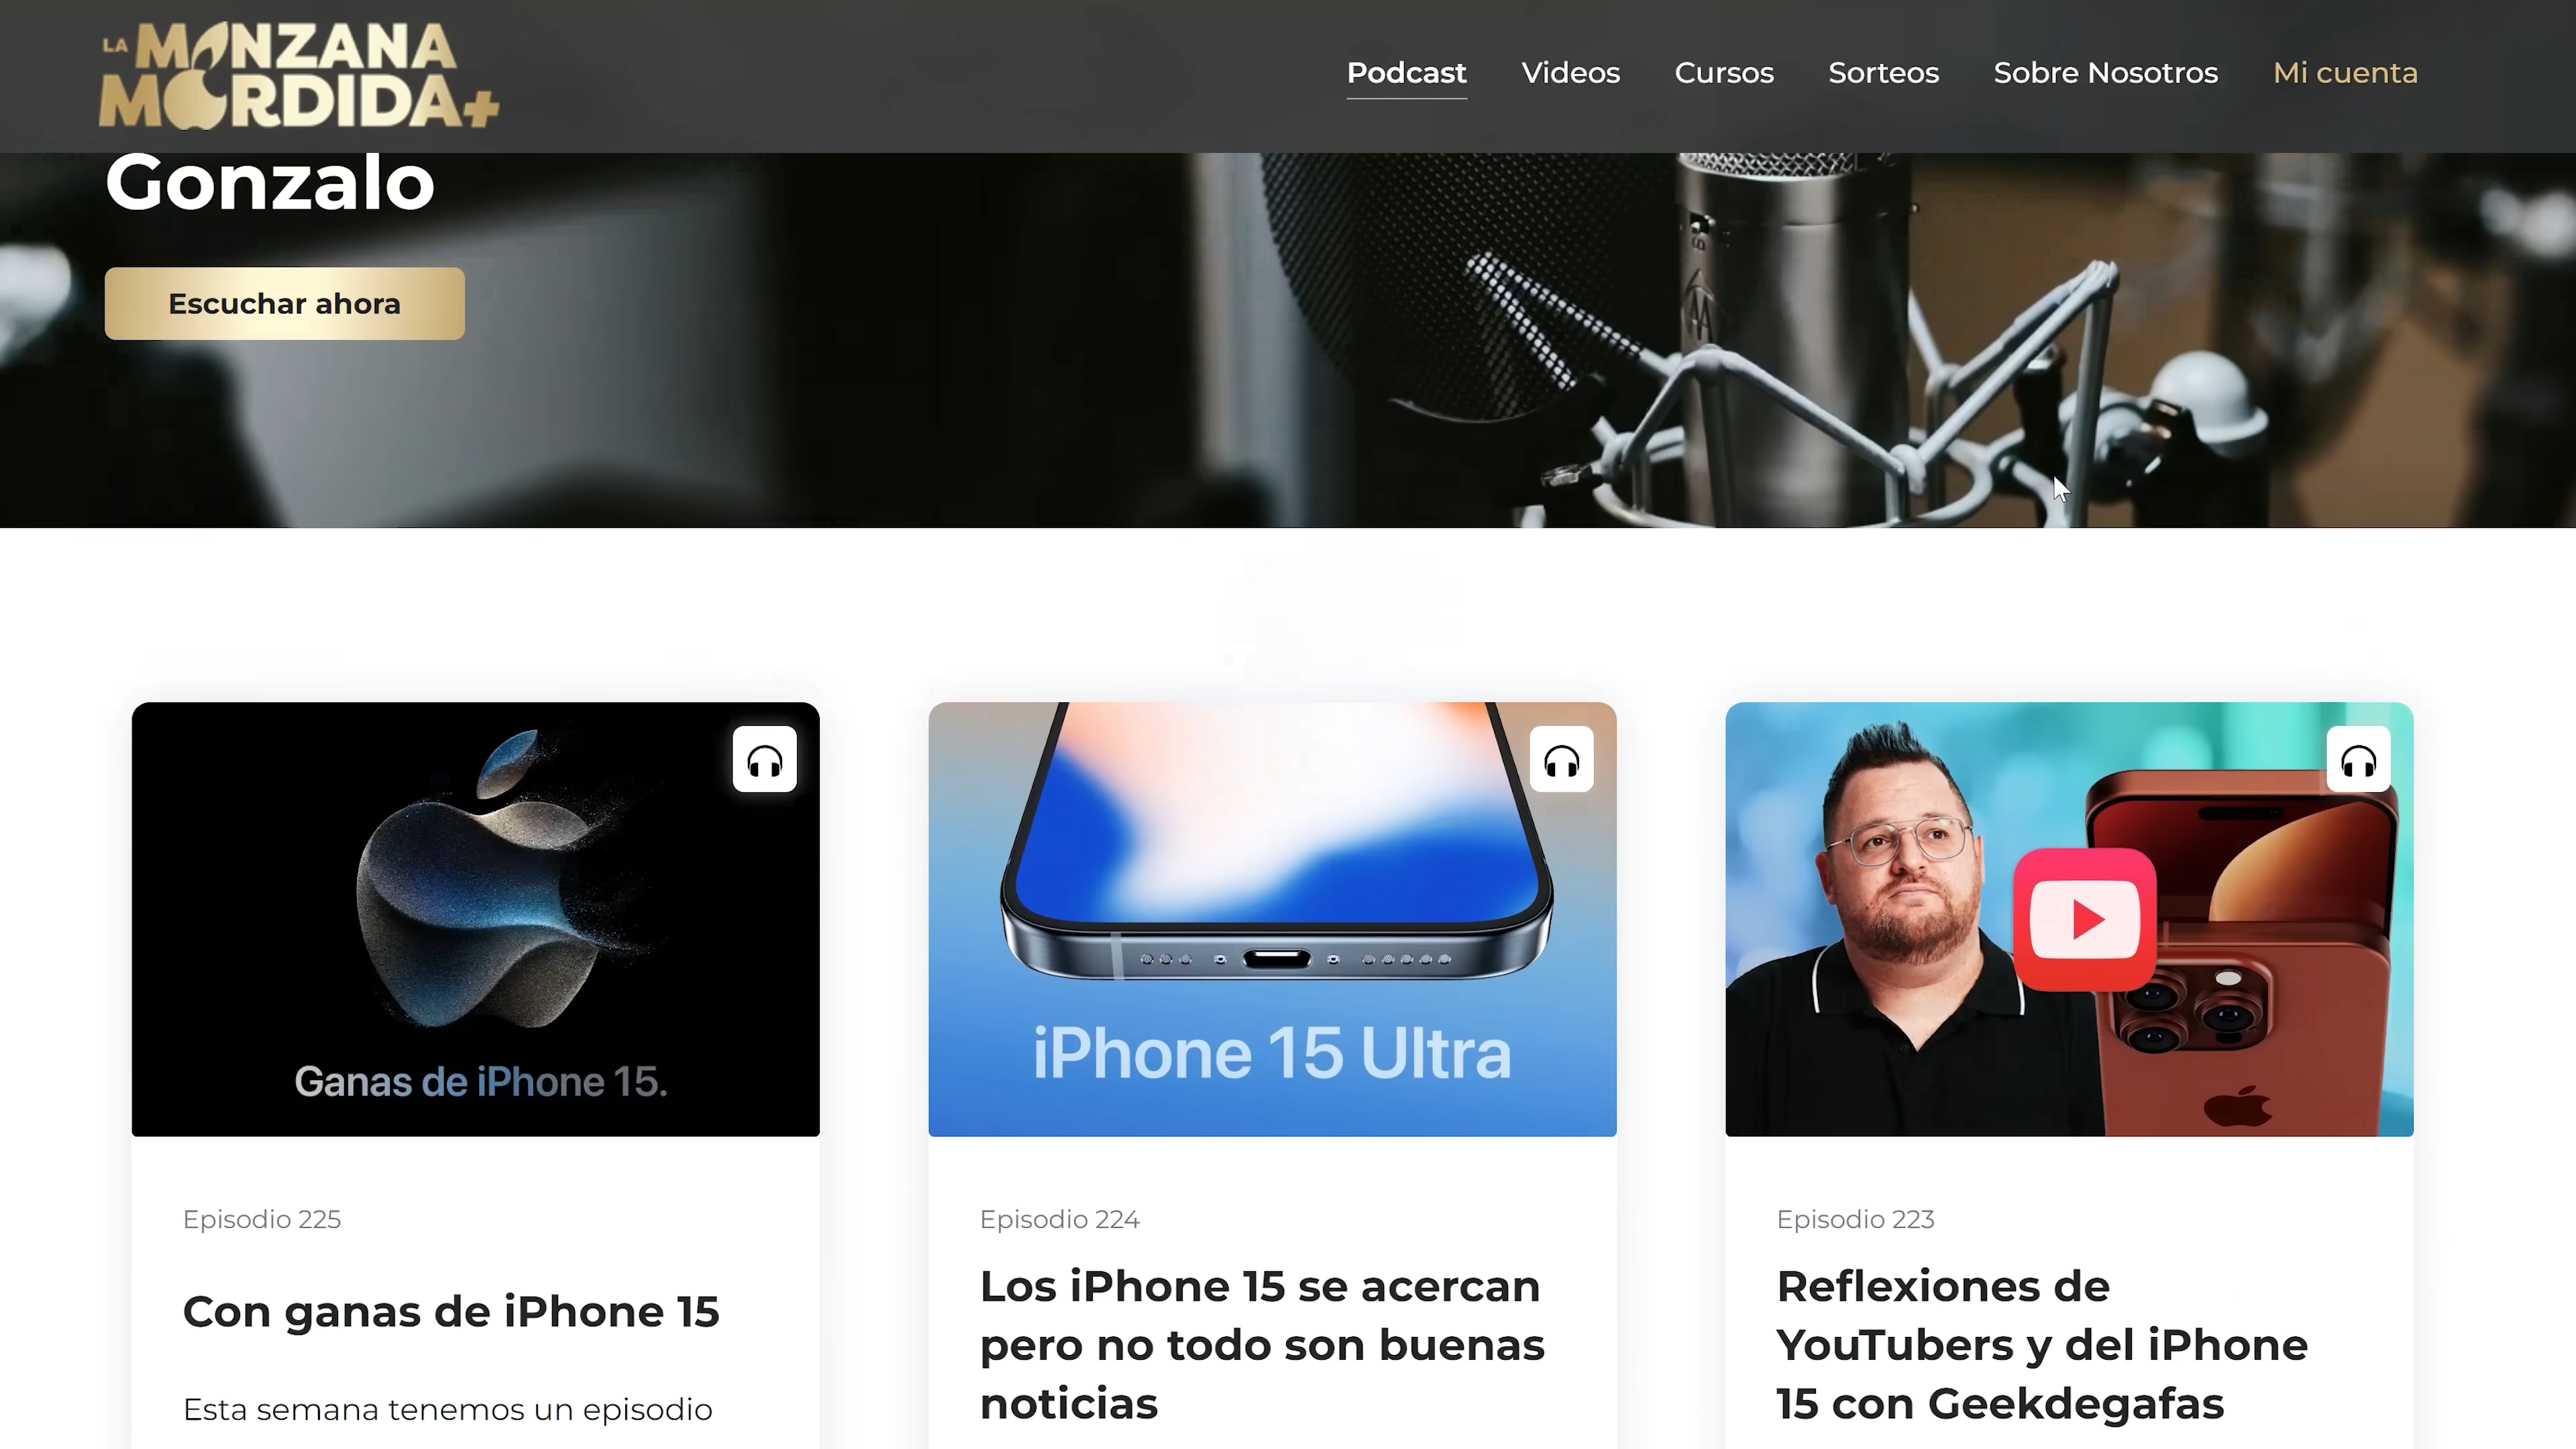 LA MANZANA
MORDIDA+
Podcast
Videos
Cursos
Sorteos
Sobre Nosotros
Mi cuenta
Gonzalo
Escuchar ahora
Ganas de iPhone 15.
Episodio 225
Con ganas de iPhone 15
Esta semana tenemos un episodio
iPhone 15 Ultra
Episodio 224
Los iPhone 15 se acercan
pero no todo son buenas
noticias
Episodio 223
Reflexiones de
YouTubers y del iPhone
15 con Geekdegafas